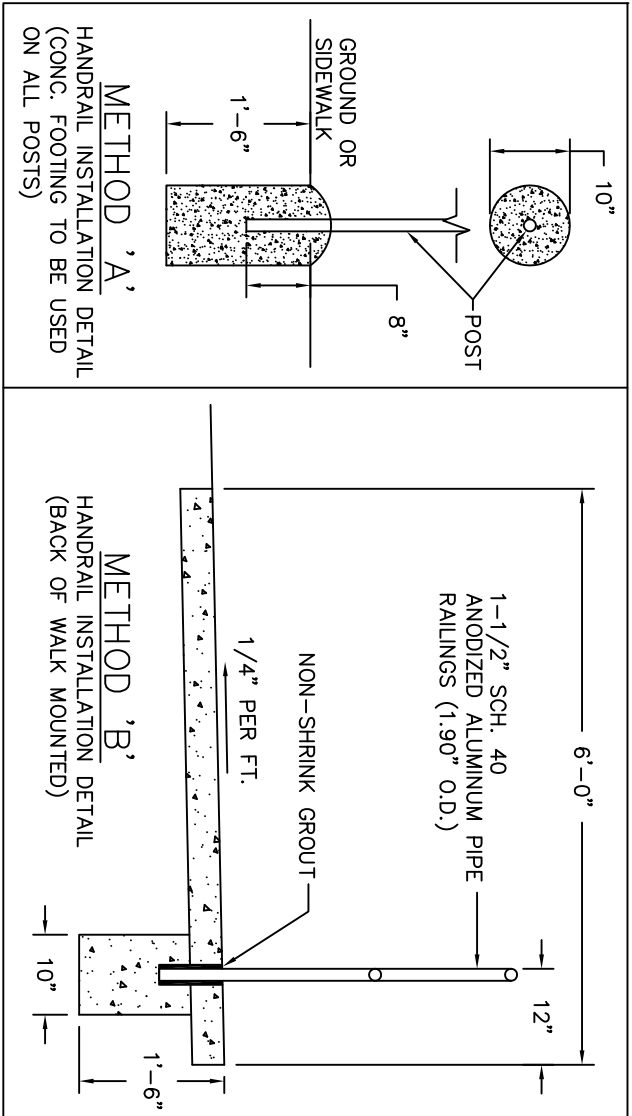 10"
POST
GROUND OR
SIDEWALK
8"
1'-6"
METHOD 'A'
HANDRAIL INSTALLATION DETAIL
(CONC. FOOTING TO BE USED
ON ALL POSTS)
6'-0"
12"
1-1/2" SCH. 40
ANODIZED ALUMINUM PIPE
RAILINGS (1.90" O.D.)
NON-SHRINK GROUT
1/4" PER FT.
1'-6"
10"
METHOD 'B'
HANDRAIL INSTALLATION DETAIL
(BACK OF WALK MOUNTED)